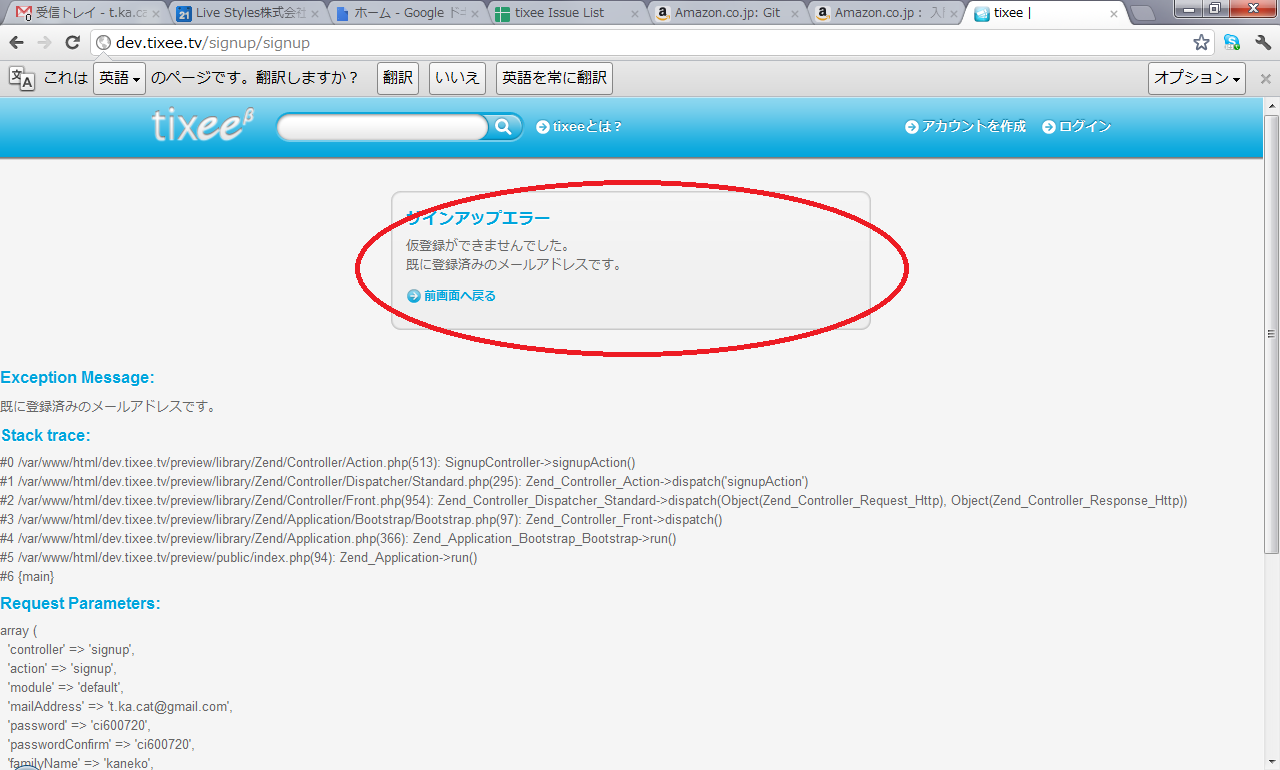 受信トレイ - t.ka.ca
Live Styles株式会社
ホーム - Google ドキ
tixee Issue List
Amazon.co.jp: Git
Amazon.co.jp： 入
tixee |
dev.tixee.tv/signup/signup
これは 英語 のページです。翻訳しますか？ 翻訳 いいえ 英語を常に翻訳 オプション
tixee β
tixeeとは？
アカウントを作成
ログイン
サインアップエラー
仮登録ができませんでした。
既に登録済みのメールアドレスです。
前画面へ戻る
Exception Message:
既に登録済みのメールアドレスです。
Stack trace:
#0 /var/www/html/dev.tixee.tv/preview/library/Zend/Controller/Action.php(513): SignupController->signupAction()
#1 /var/www/html/dev.tixee.tv/preview/library/Zend/Controller/Dispatcher/Standard.php(295): Zend_Controller_Action->dispatch('signupAction')
#2 /var/www/html/dev.tixee.tv/preview/library/Zend/Controller/Front.php(954): Zend_Controller_Dispatcher_Standard->dispatch(Object(Zend_Controller_Request_Http), Object(Zend_Controller_Response_Http))
#3 /var/www/html/dev.tixee.tv/preview/library/Zend/Application/Bootstrap/Bootstrap.php(97): Zend_Controller_Front->dispatch()
#4 /var/www/html/dev.tixee.tv/preview/library/Zend/Application.php(366): Zend_Application_Bootstrap_Bootstrap->run()
#5 /var/www/html/dev.tixee.tv/preview/public/index.php(94): Zend_Application->run()
#6 {main}
Request Parameters:
array (
'controller' => 'signup',
'action' => 'signup',
'module' => 'default',
'mailAddress' => 't.ka.cat@gmail.com',
'password' => 'ci600720',
'passwordConfirm' => 'ci600720',
'familyName' => 'kaneko',